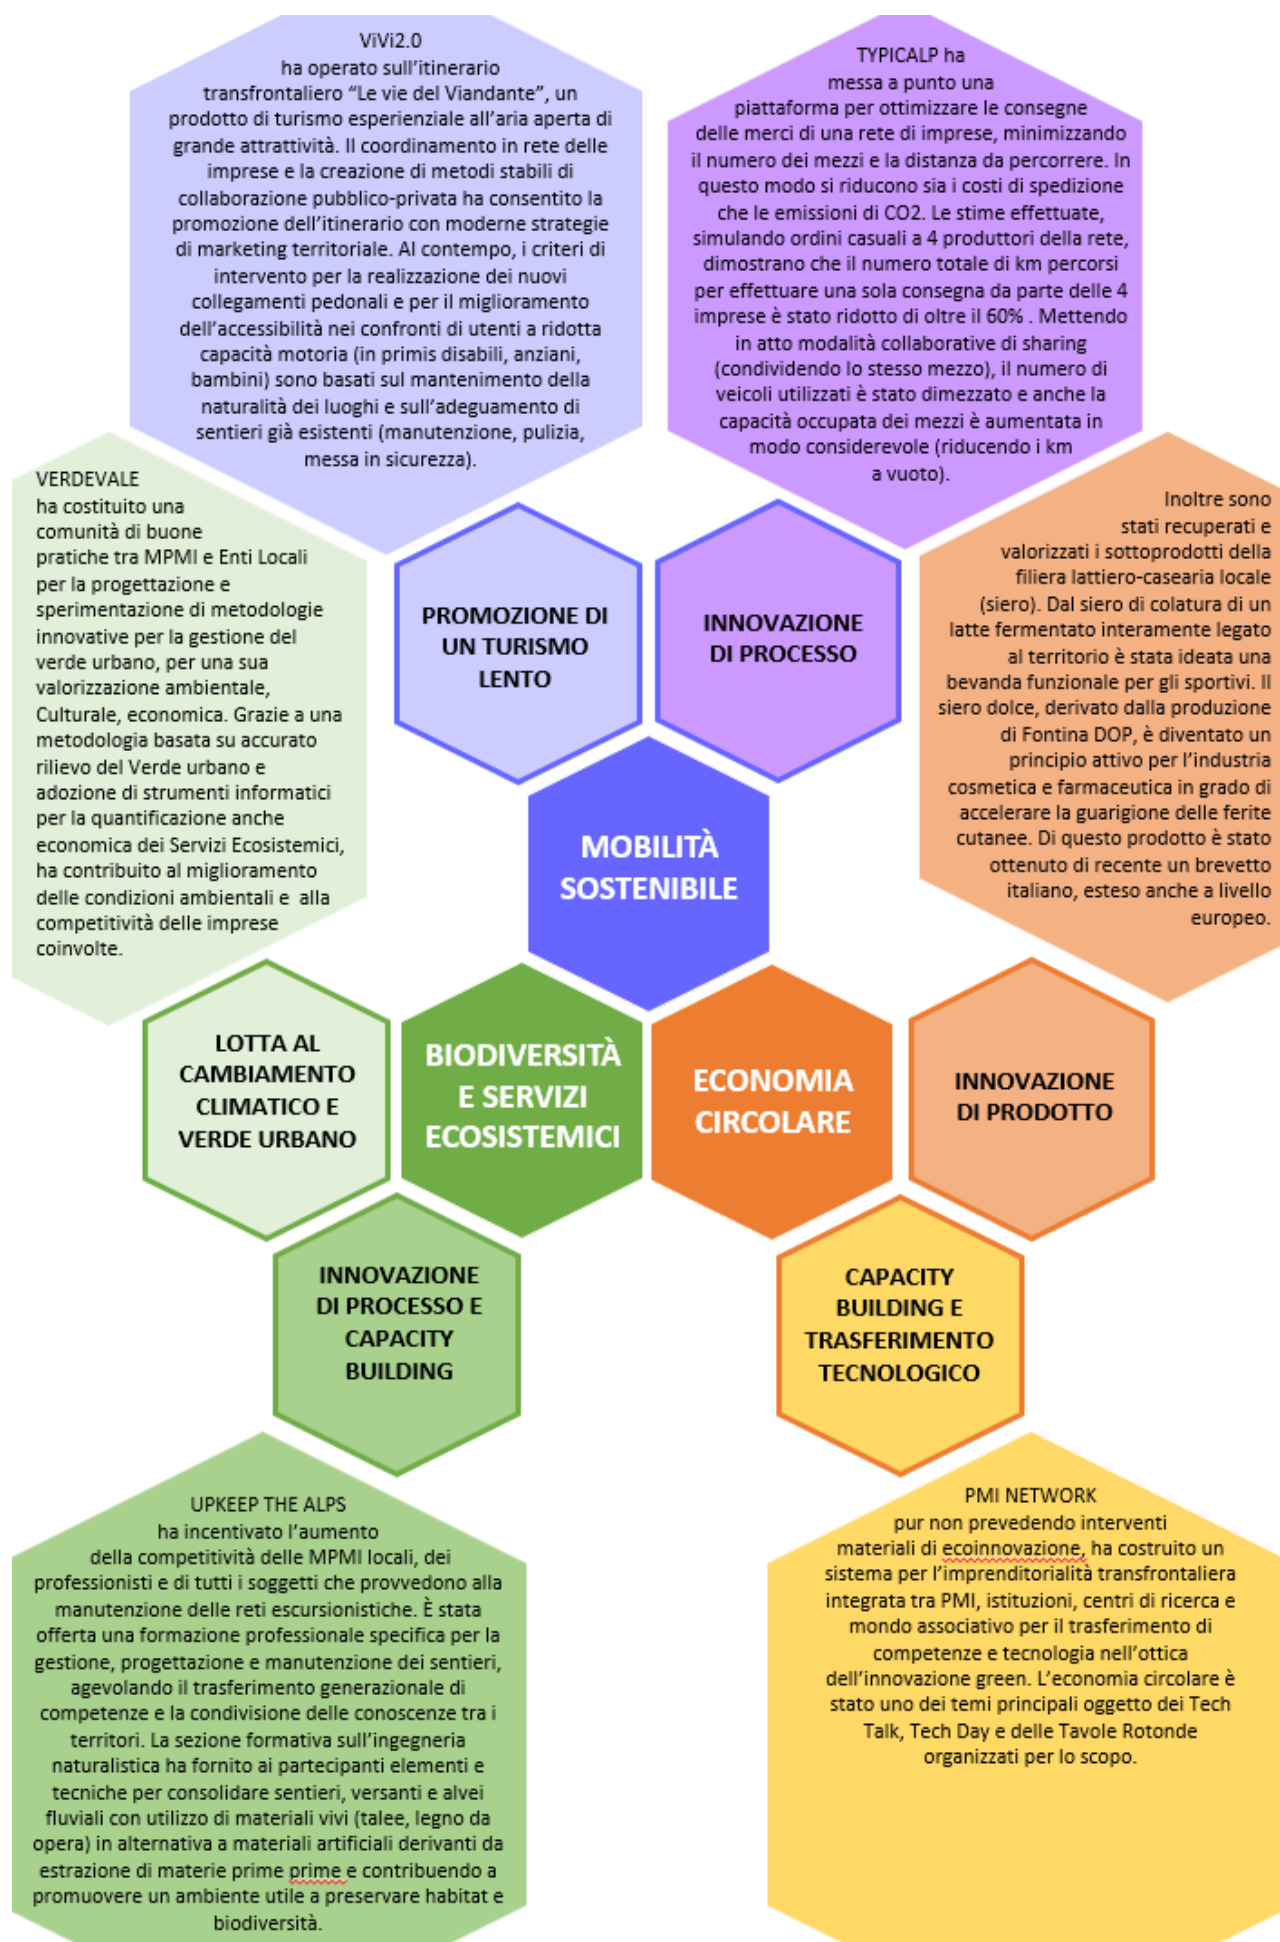 ViVi2.0
ha operato sull’itinerario
transfrontaliero “Le vie del Viandante”, un
prodotto di turismo esperienziale all’aria aperta di
grande attrattività. Il coordinamento in rete delle
imprese e la creazione di metodi stabili di
collaborazione pubblico-privata ha consentito la
promozione dell’itinerario con moderne strategie
di marketing territoriale. Al contempo, i criteri di
intervento per la realizzazione dei nuovi
collegamenti pedonali e per il miglioramento
dell’accessibilità nei confronti di utenti a ridotta
capacità motoria (in primis disabili, anziani,
bambini) sono basati sul mantenimento della
naturalità dei luoghi e sull’adeguamento di
sentieri già esistenti (manutenzione, pulizia,
messa in sicurezza).
TYPICALP ha
messa a punto una
piattaforma per ottimizzare le consegne
delle merci di una rete di imprese, minimizzando
il numero dei mezzi e la distanza da percorrere. In
questo modo si riducono sia i costi di spedizione
che le emissioni di CO2. Le stime effettuate,
simulando ordini casuali a 4 produttori della rete,
dimostrano che il numero totale di km percorsi
per effettuare una sola consegna da parte delle 4
imprese è stato ridotto di oltre il 60% . Mettendo
in atto modalità collaborative di sharing
(condividendo lo stesso mezzo), il numero di
veicoli utilizzati è stato dimezzato e anche la
capacità occupata dei mezzi è aumentata in
modo considerevole (riducendo i km
a vuoto).
VERDEVALE
ha costituito una
comunità di buone
pratiche tra MPMI e Enti Locali
per la progettazione e
sperimentazione di metodologie
innovative per la gestione del
verde urbano, per una sua
valorizzazione ambientale,
Culturale, economica. Grazie a una
metodologia basata su accurato
rilievo del Verde urbano e
adozione di strumenti informatici
per la quantificazione anche
economica dei Servizi Ecosistemici,
ha contribuito al miglioramento
delle condizioni ambientali e  alla
competitività delle imprese
coinvolte.
Inoltre sono
stati recuperati e
valorizzati i sottoprodotti della
filiera lattiero-casearia locale
(siero). Dal siero di colatura di un
latte fermentato interamente legato
al territorio è stata ideata una
bevanda funzionale per gli sportivi. Il
siero dolce, derivato dalla produzione
di Fontina DOP, è diventato un
principio attivo per l’industria
cosmetica e farmaceutica in grado di
accelerare la guarigione delle ferite
cutanee. Di questo prodotto è stato
ottenuto di recente un brevetto
italiano, esteso anche a livello
europeo.
PROMOZIONE DI
UN TURISMO
LENTO
INNOVAZIONE
DI PROCESSO
MOBILITÀ
SOSTENIBILE
LOTTA AL
CAMBIAMENTO
CLIMATICO E
VERDE URBANO
BIODIVERSITÀ
E SERVIZI
ECOSISTEMICI
ECONOMIA
CIRCOLARE
INNOVAZIONE
DI PRODOTTO
INNOVAZIONE
DI PROCESSO E
CAPACITY
BUILDING
CAPACITY
BUILDING E
TRASFERIMENTO
TECNOLOGICO
UPKEEP THE ALPS
ha incentivato l’aumento
della competitività delle MPMI locali, dei
professionisti e di tutti i soggetti che provvedono alla
manutenzione delle reti escursionistiche. È stata
offerta una formazione professionale specifica per la
gestione, progettazione e manutenzione dei sentieri,
agevolando il trasferimento generazionale di
competenze e la condivisione delle conoscenze tra i
territori. La sezione formativa sull’ingegneria
naturalistica ha fornito ai partecipanti elementi e
tecniche per consolidare sentieri, versanti e alvei
fluviali con utilizzo di materiali vivi (talee, legno da
opera) in alternativa a materiali artificiali derivanti da
estrazione di materie prime prime e contribuendo a
promuovere un ambiente utile a preservare habitat e
biodiversità.
PMI NETWORK
pur non prevedendo interventi
materiali di ecoinnovazione, ha costruito un
sistema per l’imprenditorialità transfrontaliera
integrata tra PMI, istituzioni, centri di ricerca e
mondo associativo per il trasferimento di
competenze e tecnologia nell’ottica
dell’innovazione green. L’economia circolare è
stato uno dei temi principali oggetto dei Tech
Talk, Tech Day e delle Tavole Rotonde
organizzati per lo scopo.